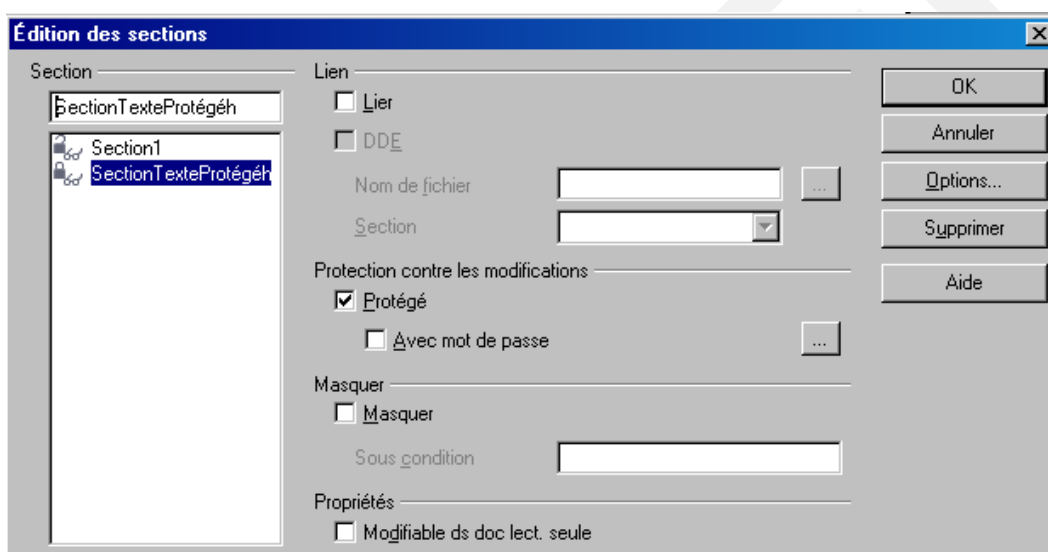 Édition des sections
Section
SectionTexteProtégéh
Section1
SectionTexteProtégéh
Lien
Lier
DDE
Nom de fichier
...
Section
Protection contre les modifications
Protégé
Avec mot de passe
...
Masquer
Masquer
Sous condition
Propriétés
Modifiable ds doc lect. seule
OK
Annuler
Options...
Supprimer
Aide